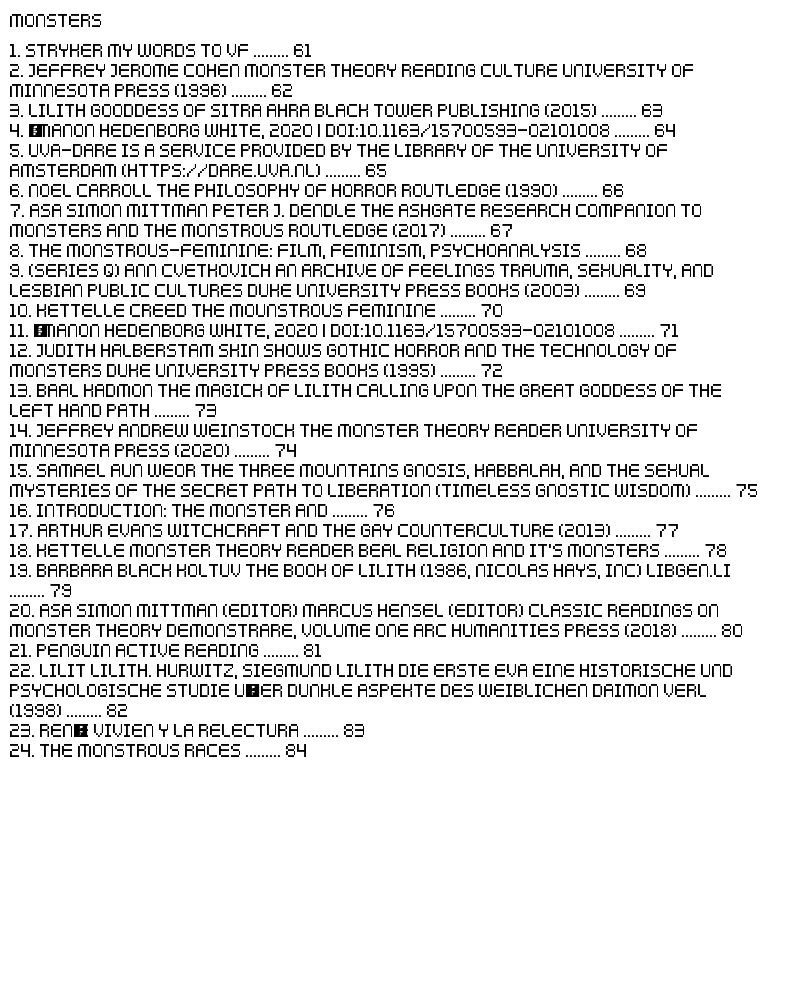 MONSTERS
1. STRYKER MY WORDS TO VF ......... 61
2. JEFFREY JEROME COHEN MONSTER THEORY READING CULTURE UNIVERSITY OF
MINNESOTA PRESS (1996) ......... 62
3. LILITH GOODDESS OF SITRA AHRA BLACK TOWER PUBLISHING (2015) ......... 63
4. �MANON HEDENBORG WHITE, 2020 | DOI:10.1163/15700593-02101008 ......... 64
5. UVA-DARE IS A SERVICE PROVIDED BY THE LIBRARY OF THE UNIVERSITY OF
AMSTERDAM (HTTPS://DARE.UVA.NL) ......... 65
6. NOEL CARROLL THE PHILOSOPHY OF HORROR ROUTLEDGE (1990) ......... 66
7. ASA SIMON MITTMAN PETER J. DENDLE THE ASHGATE RESEARCH COMPANION TO
MONSTERS AND THE MONSTROUS ROUTLEDGE (2017) ......... 67
8. THE MONSTROUS-FEMININE: FILM, FEMINISM, PSYCHOANALYSIS ......... 68
9. (SERIES Q) ANN CVETKOVICH AN ARCHIVE OF FEELINGS TRAUMA, SEXUALITY, AND
LESBIAN PUBLIC CULTURES DUKE UNIVERSITY PRESS BOOKS (2003) ......... 69
10. KETTELLE CREED THE MOUNSTROUS FEMININE ......... 70
11. �MANON HEDENBORG WHITE, 2020 | DOI:10.1163/15700593-02101008 ......... 71
12. JUDITH HALBERSTAM SKIN SHOWS GOTHIC HORROR AND THE TECHNOLOGY OF
MONSTERS DUKE UNIVERSITY PRESS BOOKS (1995) ......... 72
13. BAAL KADMON THE MAGICK OF LILITH CALLING UPON THE GREAT GODDESS OF THE
LEFT HAND PATH ......... 73
14. JEFFREY ANDREW WEINSTOCK THE MONSTER THEORY READER UNIVERSITY OF
MINNESOTA PRESS (2020) ......... 74
15. SAMAEL AUN WEOR THE THREE MOUNTAINS GNOSIS, KABBALAH, AND THE SEXUAL
MYSTERIES OF THE SECRET PATH TO LIBERATION (TIMELESS GNOSTIC WISDOM) ......... 75
16. INTRODUCTION: THE MONSTER AND ......... 76
17. ARTHUR EVANS WITCHCRAFT AND THE GAY COUNTERCULTURE (2013) ......... 77
18. KETTELLE MONSTER THEORY READER BEAL RELIGION AND IT'S MONSTERS ......... 78
19. BARBARA BLACK KOLTUV THE BOOK OF LILITH (1986, NICOLAS HAYS, INC) LIBGEN.LI
......... 79
20. ASA SIMON MITTMAN (EDITOR) MARCUS HENSEL (EDITOR) CLASSIC READINGS ON
MONSTER THEORY DEMONSTRARE, VOLUME ONE ARC HUMANITIES PRESS (2018) ......... 80
21. PENGUIN ACTIVE READING ......... 81
22. LILIT LILITH. HURWITZ, SIEGMUND LILITH DIE ERSTE EVA EINE HISTORISCHE UND
PSYCHOLOGISCHE STUDIE U�ER DUNKLE ASPEKTE DES WEIBLICHEN DAIMON VERL
(1998) ......... 82
23. REN� VIVIEN Y LA RELECTURA ......... 83
24. THE MONSTROUS RACES ......... 84